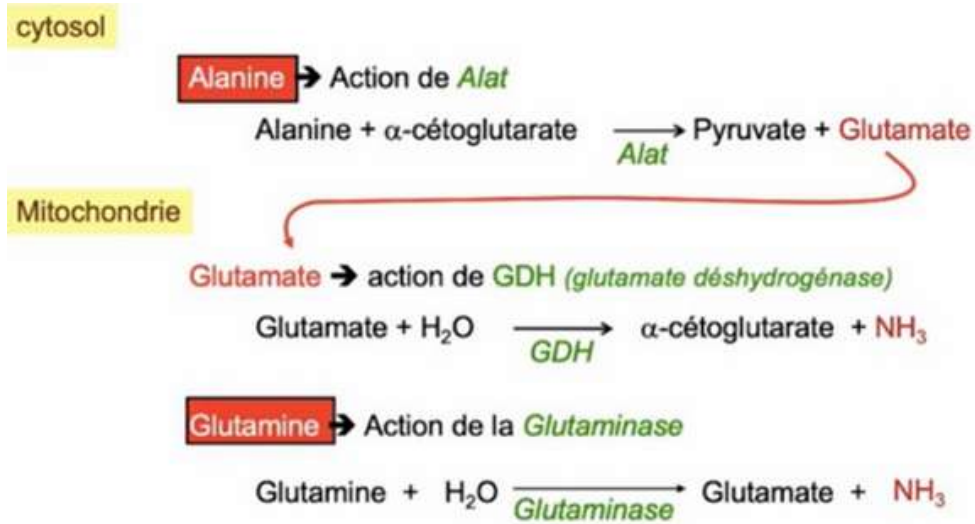 cytosol
Alanine ➔ Action de Alat
Alanine + α-cétoglutarate Alat Pyruvate + Glutamate
Mitochondrie
Glutamate ➔ action de GDH (glutamate déshydrogénase)
Glutamate + H₂O GDH α-cétoglutarate + NH₃
Glutamine ➔ Action de la Glutaminase
Glutamine + H₂O Glutaminase Glutamate + NH₃